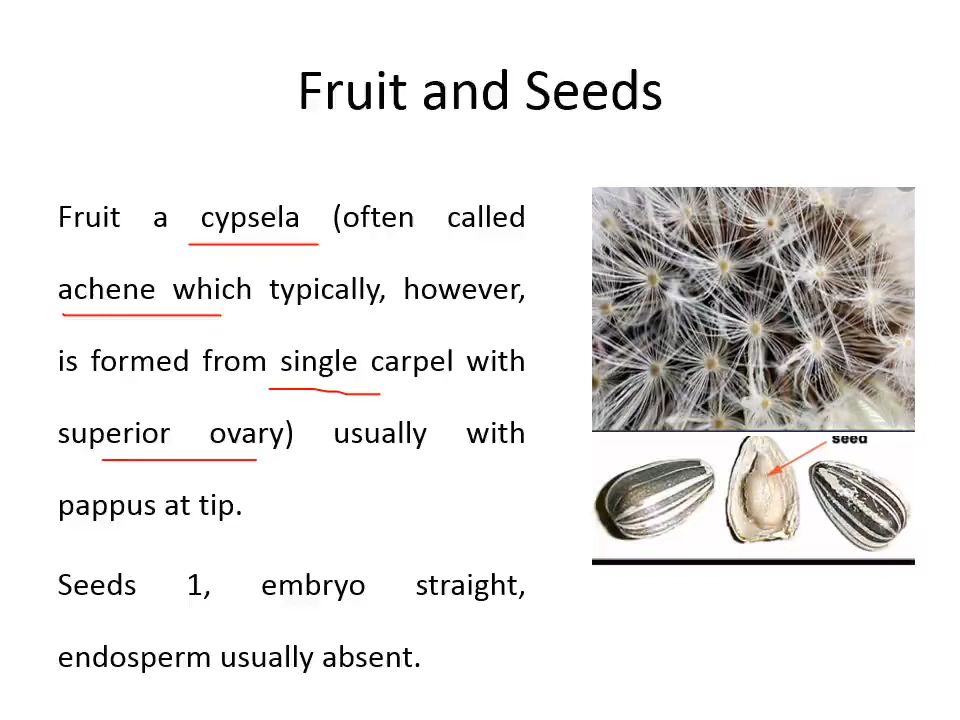 Fruit and Seeds
Fruit a cypsela (often called
achene which typically, however,
is formed from single carpel with
superior ovary) usually with
pappus at tip.
Seeds 1, embryo straight,
endosperm usually absent.
seed